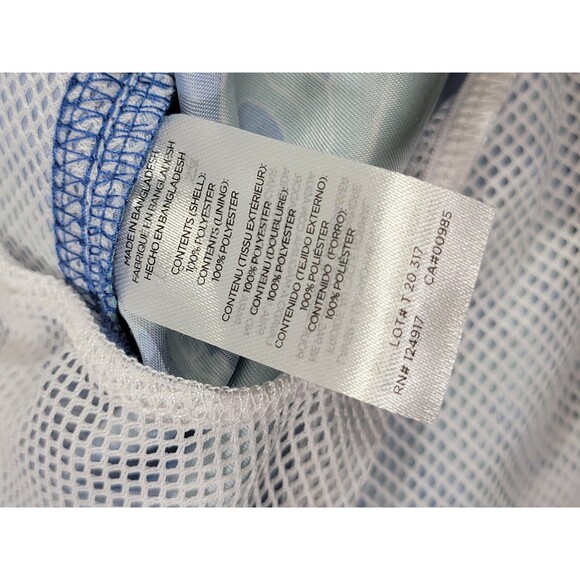 MADE IN BANGLADESH
FABRIQUÉ EN BANGLADESH
HECHO EN BANGLADESH
CONTENTS (SHELL):
100% POLYESTER
CONTENTS (LINING):
100% POLYESTER
CONTENU (TISSU EXTERIEUR):
100% POLYESTER
CONTENU (DOUBLURE):
100% POLYESTER
CONTENIDO (TEJIDO EXTERNO):
100% POLIÉSTER
CONTENIDO (FORRO):
100% POLIÉSTER
LOT# T 20 317
RN# 124917 CA#00985